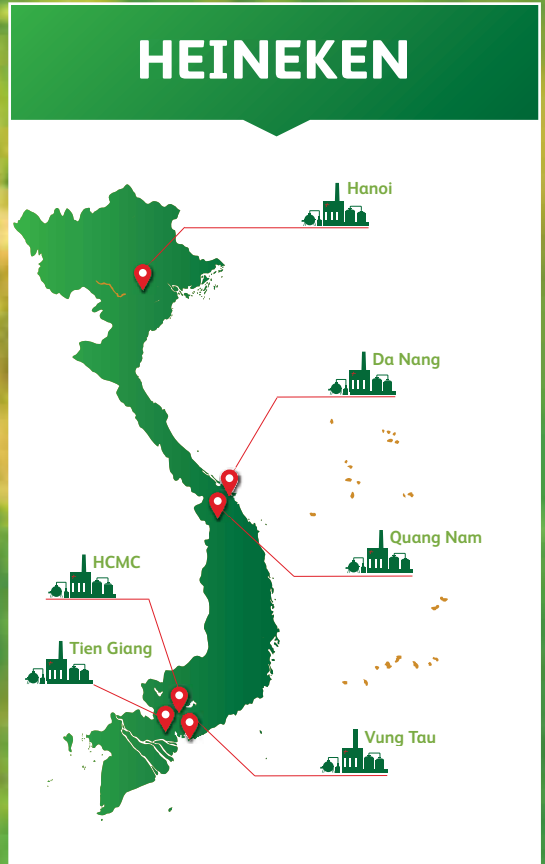 HEINEKEN
Hanoi
Da Nang
Quang Nam
HCMC
Tien Giang
Vung Tau